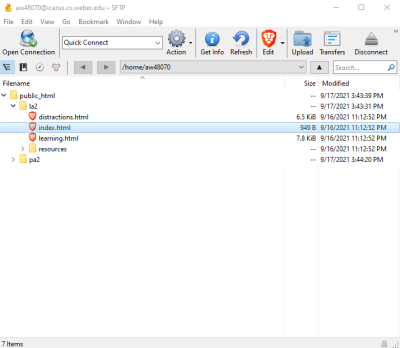 aw48070@icarus.cs.weber.edu – SFTP
File Edit View Go Bookmark Window Help
Open Connection Quick Connect Action Get Info Refresh Edit Upload Transfers Disconnect
/home/aw48070 Search...
Filename Size Modified
public_html -- 9/17/2021 3:43:39 PM
la2 -- 9/17/2021 3:43:31 PM
distractions.html 6.5 KiB 9/16/2021 11:12:52 PM
index.html 949 B 9/16/2021 11:12:52 PM
learning.html 7.8 KiB 9/16/2021 11:12:52 PM
resources -- 9/16/2021 11:12:52 PM
pa2 -- 9/17/2021 3:44:20 PM
7 Items